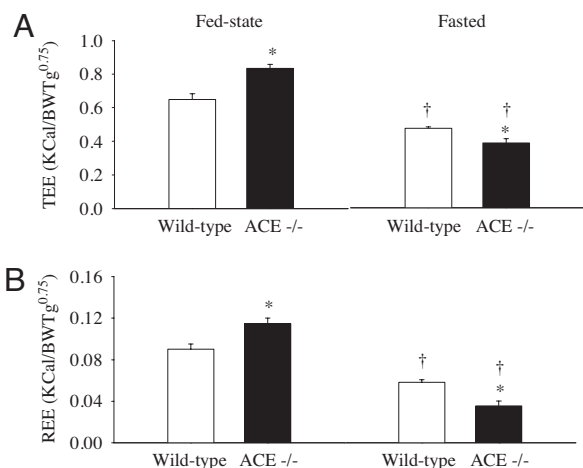 A
Fed-state
Fasted
TEE (KCal/BWTg^0.75)
1.0
0.8
0.6
0.4
0.2
0.0
*
†
†
*
Wild-type
ACE -/-
Wild-type
ACE -/-
B
REE (KCal/BWTg^0.75)
0.16
0.12
0.08
0.04
0.00
*
†
†
*
Wild-type
ACE -/-
Wild-type
ACE -/-